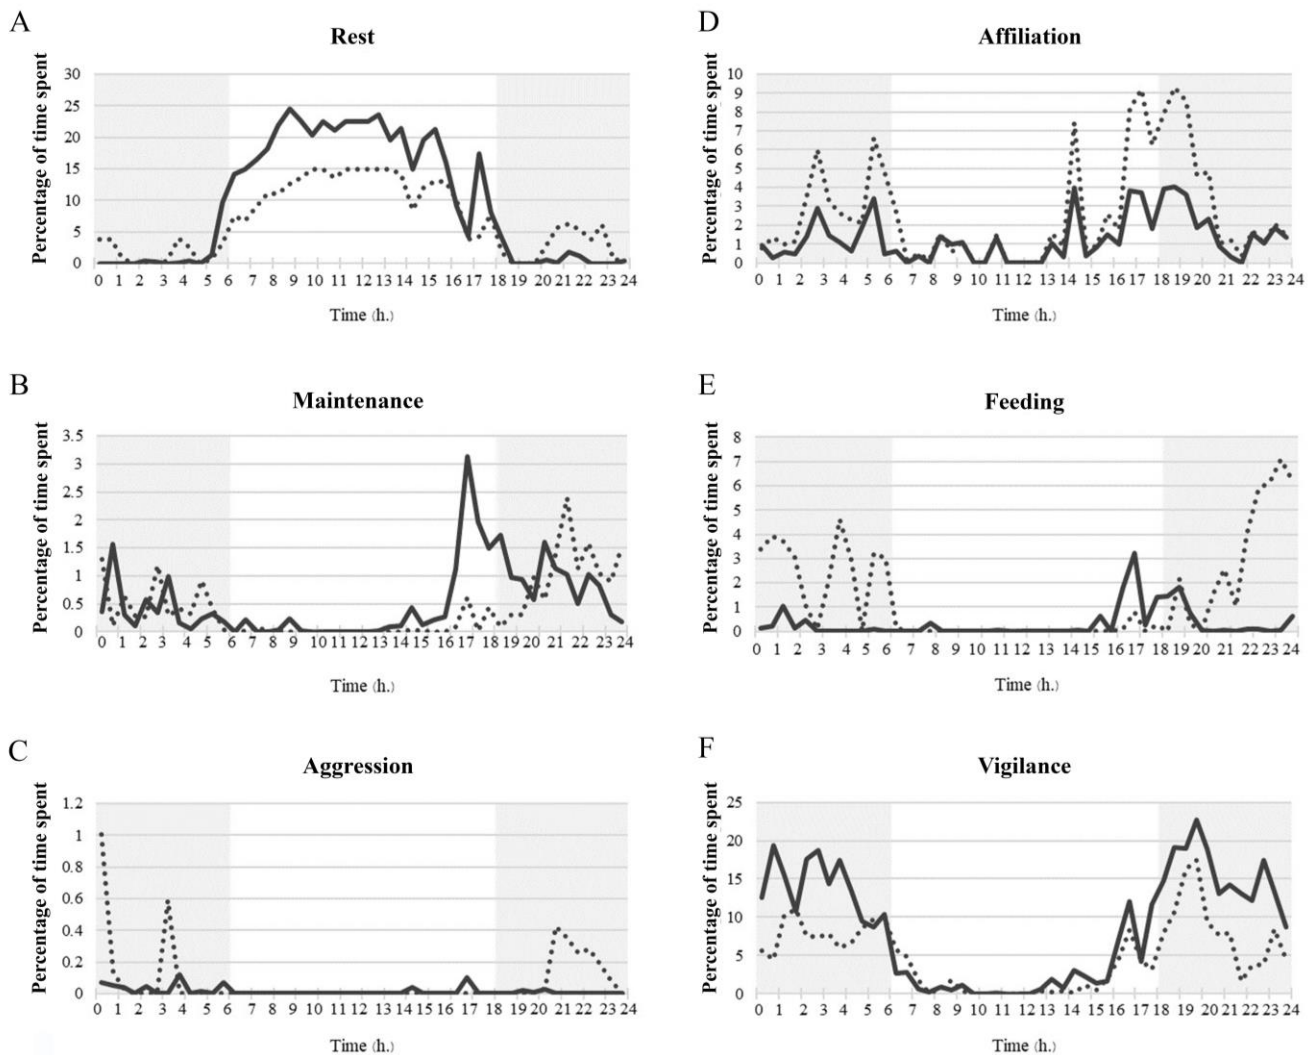 A
Rest
Percentage of time spent
30
25
20
15
10
5
0
0 1 2 3 4 5 6 7 8 9 10 11 12 13 14 15 16 17 18 19 20 21 22 23 24
Time (h.)
B
Maintenance
Percentage of time spent
3.5
3
2.5
2
1.5
1
0.5
0
0 1 2 3 4 5 6 7 8 9 10 11 12 13 14 15 16 17 18 19 20 21 22 23 24
Time (h.)
C
Aggression
Percentage of time spent
1.2
1
0.8
0.6
0.4
0.2
0
0 1 2 3 4 5 6 7 8 9 10 11 12 13 14 15 16 17 18 19 20 21 22 23 24
Time (h.)
D
Affiliation
Percentage of time spent
10
9
8
7
6
5
4
3
2
1
0
0 1 2 3 4 5 6 7 8 9 10 11 12 13 14 15 16 17 18 19 20 21 22 23 24
Time (h.)
E
Feeding
Percentage of time spent
8
7
6
5
4
3
2
1
0
0 1 2 3 4 5 6 7 8 9 10 11 12 13 14 15 16 17 18 19 20 21 22 23 24
Time (h.)
F
Vigilance
Percentage of time spent
25
20
15
10
5
0
0 1 2 3 4 5 6 7 8 9 10 11 12 13 14 15 16 17 18 19 20 21 22 23 24
Time (h.)